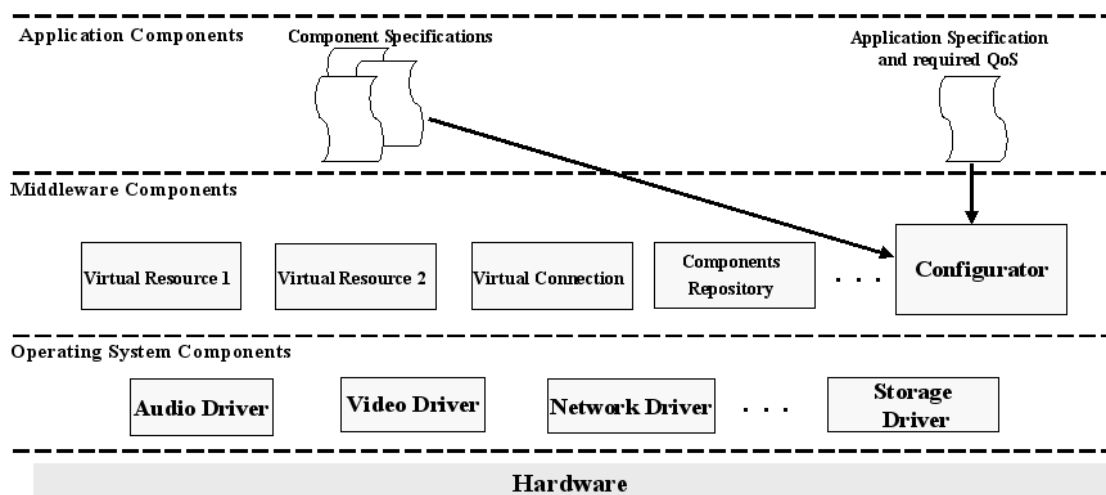 Application Components
Component Specifications
Application Specification
and required QoS
Middleware Components
Virtual Resource 1
Virtual Resource 2
Virtual Connection
Components
Repository
. . .
Configurator
Operating System Components
Audio Driver
Video Driver
Network Driver
. . .
Storage
Driver
Hardware